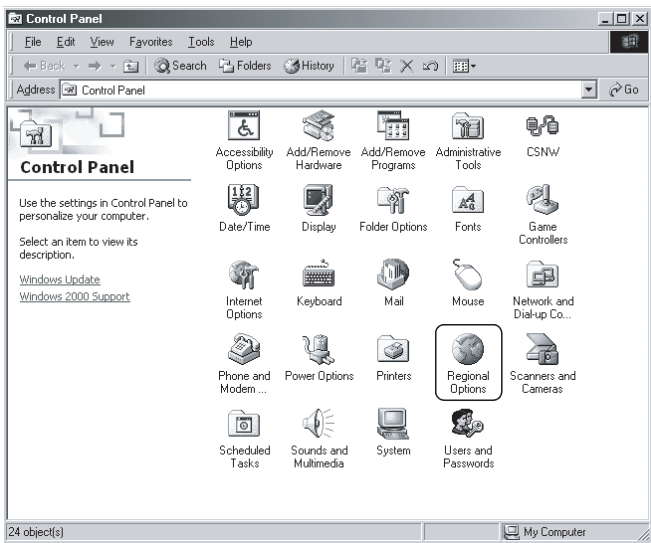 Control Panel
File Edit View Favorites Tools Help
Back Search Folders History
Address Control Panel Go
Control Panel
Use the settings in Control Panel to
personalize your computer.
Select an item to view its
description.
Windows Update
Windows 2000 Support
Accessibility
Options
Add/Remove
Hardware
Add/Remove
Programs
Administrative
Tools
CSNW
Date/Time
Display
Folder Options
Fonts
Game
Controllers
Internet
Options
Keyboard
Mail
Mouse
Network and
Dial-up Co...
Phone and
Modem ...
Power Options
Printers
Regional
Options
Scanners and
Cameras
Scheduled
Tasks
Sounds and
Multimedia
System
Users and
Passwords
24 object(s) My Computer